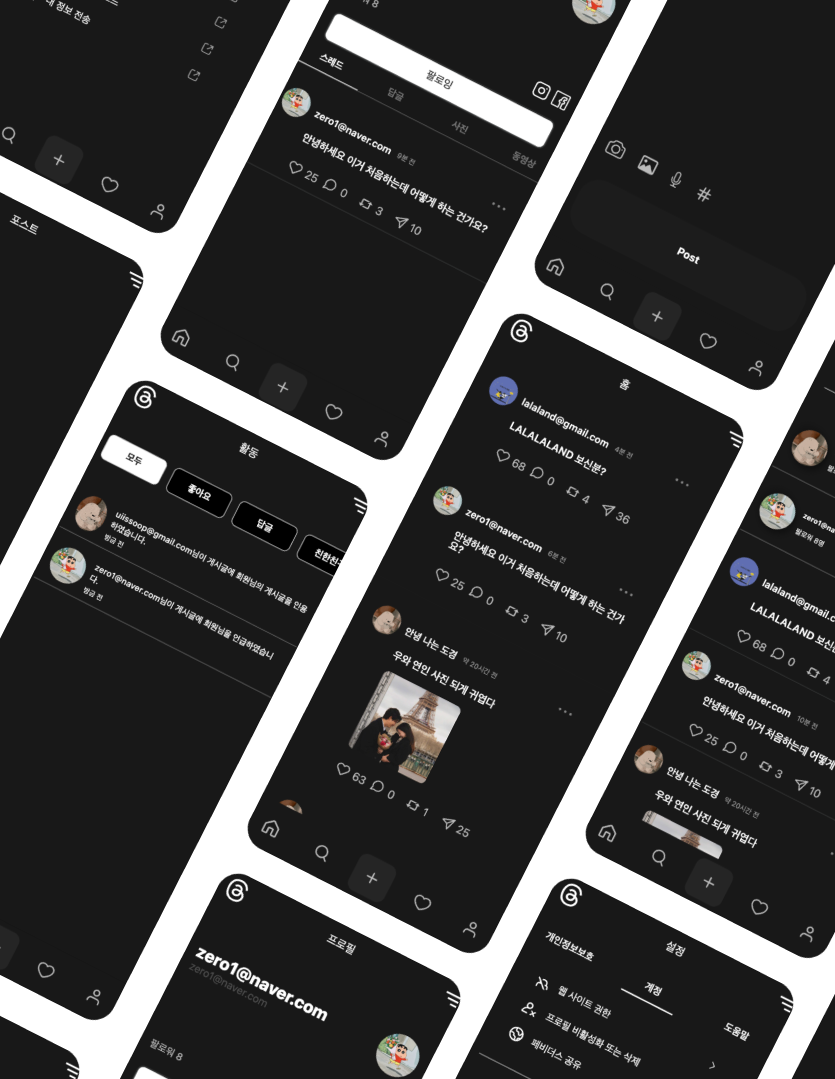 정보 전송
8
팔로잉
스레드
답글
사진
동영상
zero1@naver.com 9분 전
안녕하세요 이거 처음하는데 어떻게 하는 건가요?
25 0 3 10
Post
포스트
활동
모두
좋아요
답글
uiissoop@gmail.com님이 게시글에 회원님의 게시글을 인용
하였습니다.
방금 전
zero1@naver.com님이 게시글에 회원님을 언급하였습니
다.
방금 전
홈
lalaland@gmail.com 4분 전
LALALALAND 보신분?
68 0 4 36
zero1@naver.com 6분 전
안녕하세요 이거 처음하는데 어떻게 하는 건가
요?
25 0 3 10
안녕 나는 도경 약 20시간 전
우와 연인 사진 되게 귀엽다
63 0 1 25
팔로워 8명
lalaland@gmail.c
LALALALAND 보신분
68 0 4
zero1@naver.com 10분 전
안녕하세요 이거 처음하는데 어떻게
25 0 3 10
안녕 나는 도경 약 20시간 전
우와 연인 사진 되게 귀엽다
프로필
zero1@naver.com
zero1@naver.com
팔로워 8
설정
개인정보보호
계정
도움말
웹 사이트 권한
프로필 비활성화 또는 삭제
페비더스 공유